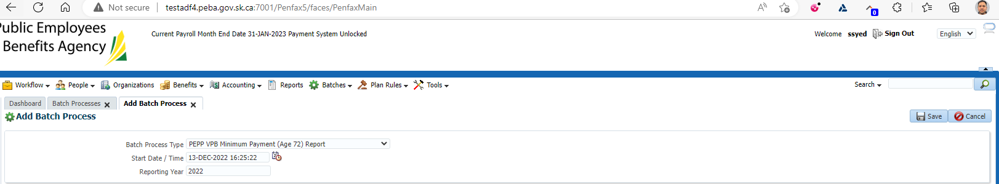 Not secure testadf4.peba.gov.sk.ca:7001/Penfax5/faces/PenfaxMain
0
Public Employees
Benefits Agency
Current Payroll Month End Date 31-JAN-2023 Payment System Unlocked
Welcome ssyed Sign Out English
Workflow People Organizations Benefits Accounting Reports Batches Plan Rules Tools Search
Dashboard Batch Processes Add Batch Process
Add Batch Process Save Cancel
Batch Process Type PEPP VPB Minimum Payment (Age 72) Report
Start Date / Time 13-DEC-2022 16:25:22
Reporting Year 2022